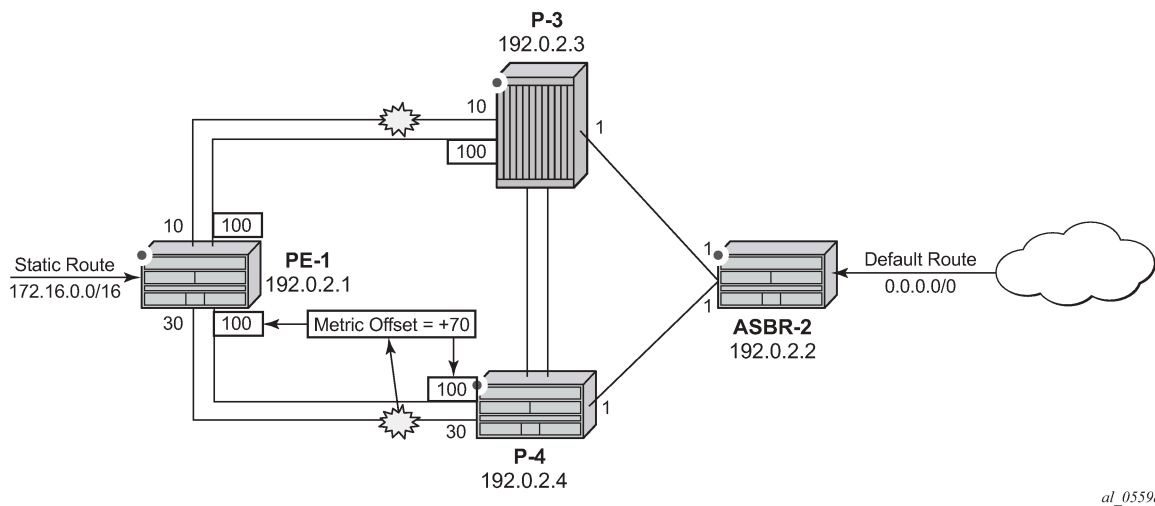 P-3
192.0.2.3
10
1
100
10
100
Static Route
172.16.0.0/16
PE-1
192.0.2.1
30
100
Metric Offset = +70
1
1
Default Route
0.0.0.0/0
ASBR-2
192.0.2.2
100
1
30
P-4
192.0.2.4
al_0559